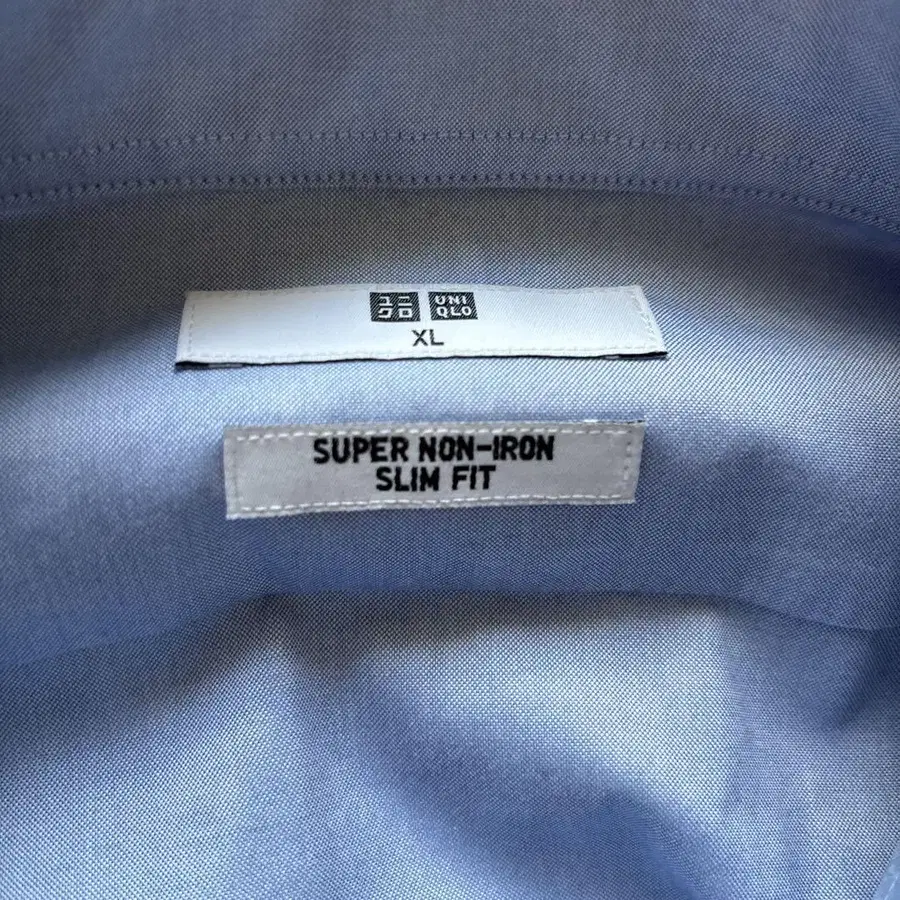 ユニ UNI
クロ QLO
XL
SUPER NON-IRON
SLIM FIT